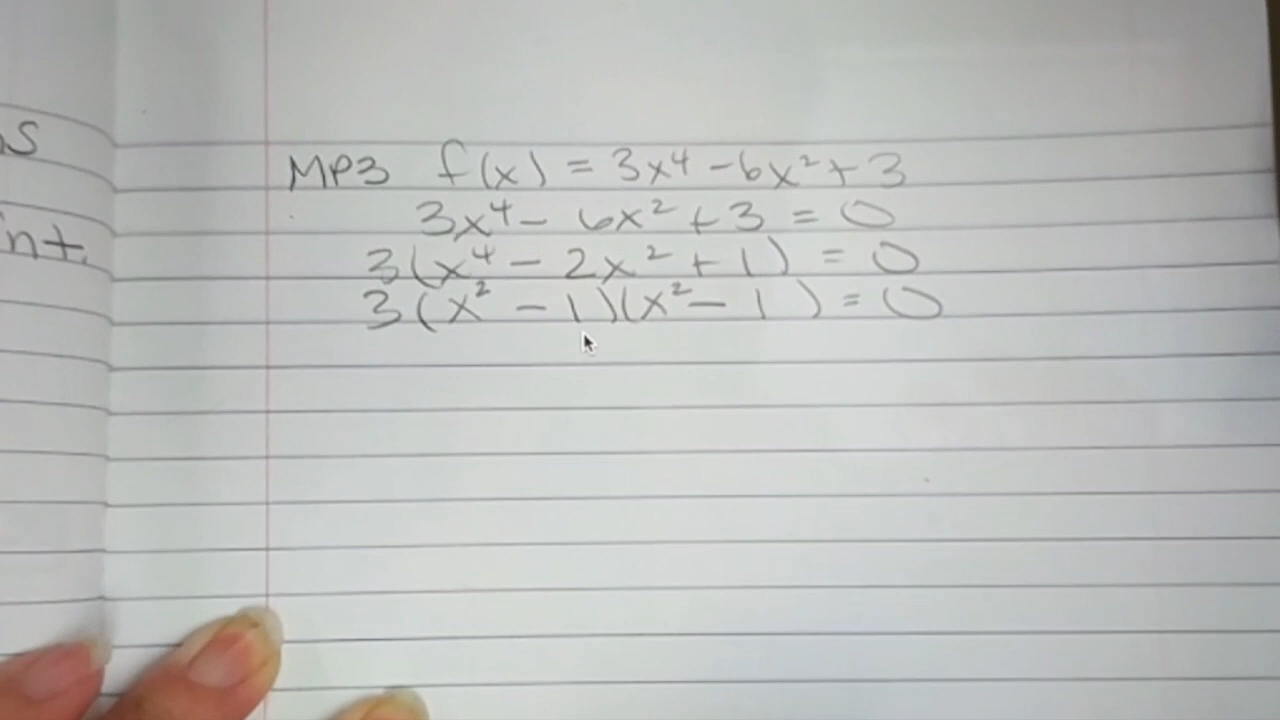 MP3 f(x) = 3x⁴ - 6x² + 3
3x⁴ - 6x² + 3 = 0
3(x⁴ - 2x² + 1) = 0
3(x² - 1)(x² - 1) = 0